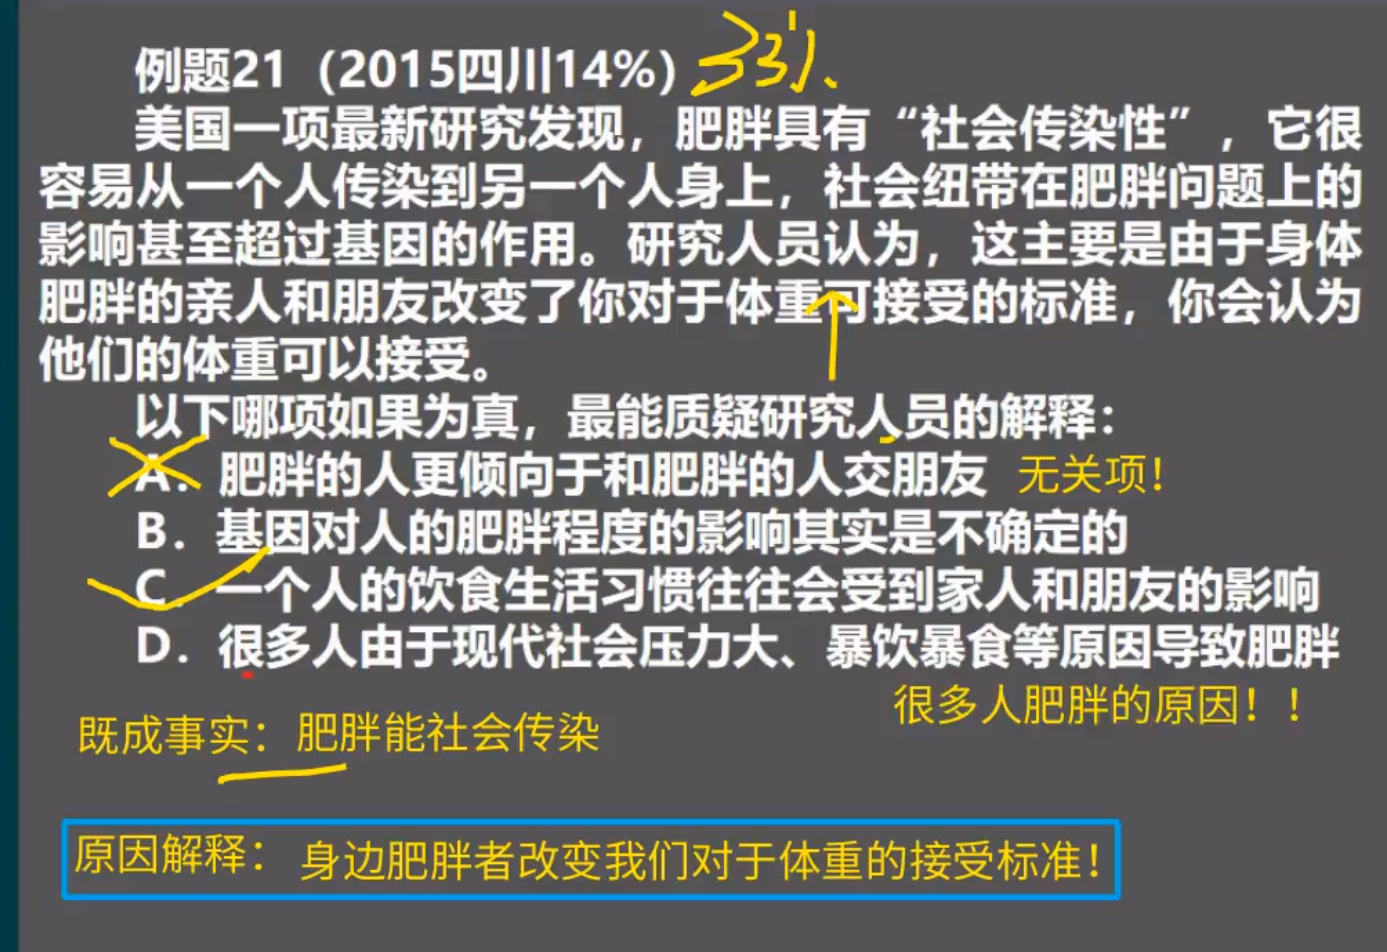 例题21（2015四川14%）
美国一项最新研究发现，肥胖具有“社会传染性”，它很
容易从一个人传染到另一个人身上，社会纽带在肥胖问题上的
影响甚至超过基因的作用。研究人员认为，这主要是由于身体
肥胖的亲人和朋友改变了你对于体重可接受的标准，你会认为
他们的体重可以接受。
以下哪项如果为真，最能质疑研究人员的解释：
A．肥胖的人更倾向于和肥胖的人交朋友 无关项！
B．基因对人的肥胖程度的影响其实是不确定的
C．一个人的饮食生活习惯往往会受到家人和朋友的影响
D．很多人由于现代社会压力大、暴饮暴食等原因导致肥胖
很多人肥胖的原因！！
既成事实：肥胖能社会传染
原因解释： 身边肥胖者改变我们对于体重的接受标准！